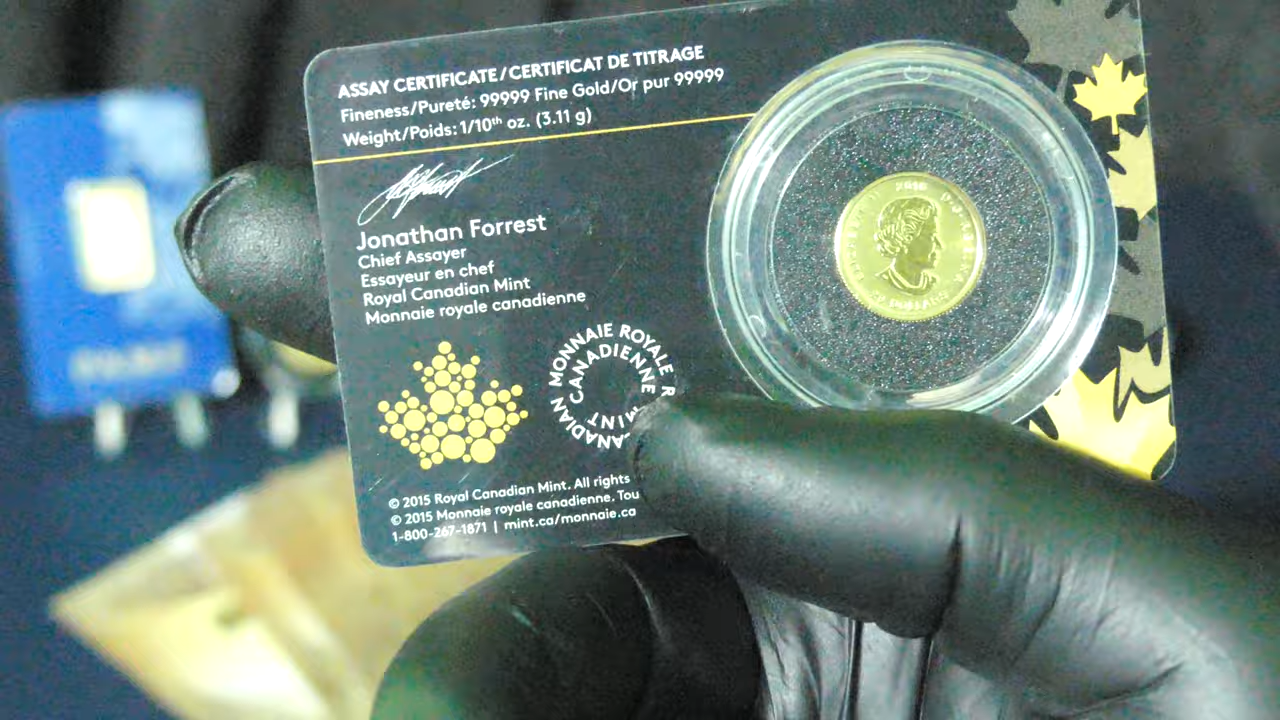 ASSAY CERTIFICATE/CERTIFICAT DE TITRAGE
Fineness/Pureté: 99999 Fine Gold/Or pur 99999
Weight/Poids: 1/10th oz. (3.11 g)
Jonathan Forrest
Chief Assayer
Essayeur en chef
Royal Canadian Mint
Monnaie royale canadienne
MONNAIE ROYALE
CANADIENNE
MINT
© 2015 Royal Canadian Mint. All rights
© 2015 Monnaie royale canadienne. Tou
1-800-267-1871 | mint.ca/monnaie.ca